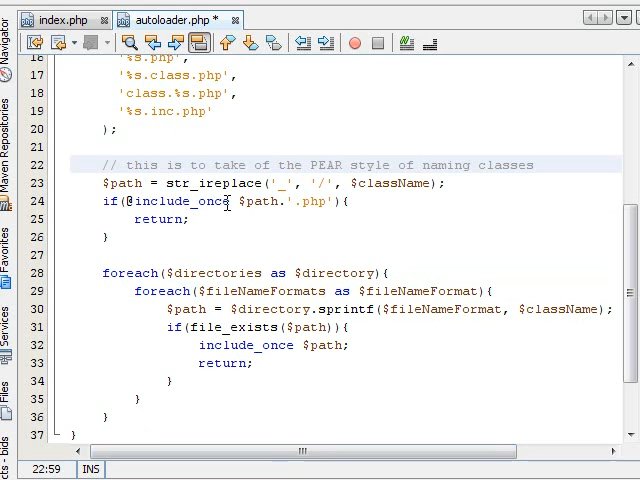 index.php
autoloader.php *
Navigator
Maven Repositories
Favorites
Services
Files
cts - bids
16 '%s.php',
17 '%s.class.php',
18 'class.%s.php',
19 '%s.inc.php'
20 );
21
22 // this is to take of the PEAR style of naming classes
23 $path = str_ireplace('_', '/', $className);
24 if(@include_once $path.'.php'){
25 return;
26 }
27
28 foreach($directories as $directory){
29 foreach($fileNameFormats as $fileNameFormat){
30 $path = $directory.sprintf($fileNameFormat, $className);
31 if(file_exists($path)){
32 include_once $path;
33 return;
34 }
35 }
36 }
37 }
22:59 INS